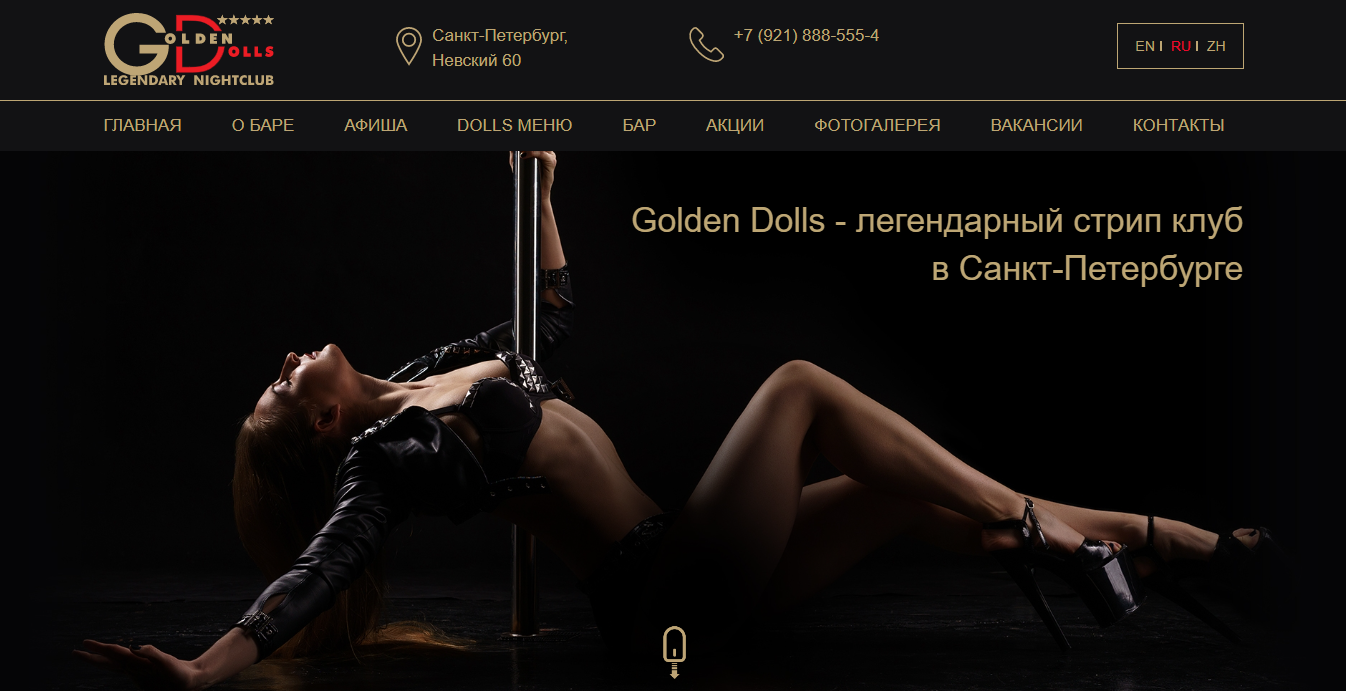 GOLDEN
DOLLS
LEGENDARY NIGHTCLUB
Санкт-Петербург,
Невский 60
+7 (921) 888-555-4
EN I RU I ZH
ГЛАВНАЯ О БАРЕ АФИША DOLLS МЕНЮ БАР АКЦИИ ФОТОГАЛЕРЕЯ ВАКАНСИИ КОНТАКТЫ
Golden Dolls - легендарный стрип клуб
в Санкт-Петербурге